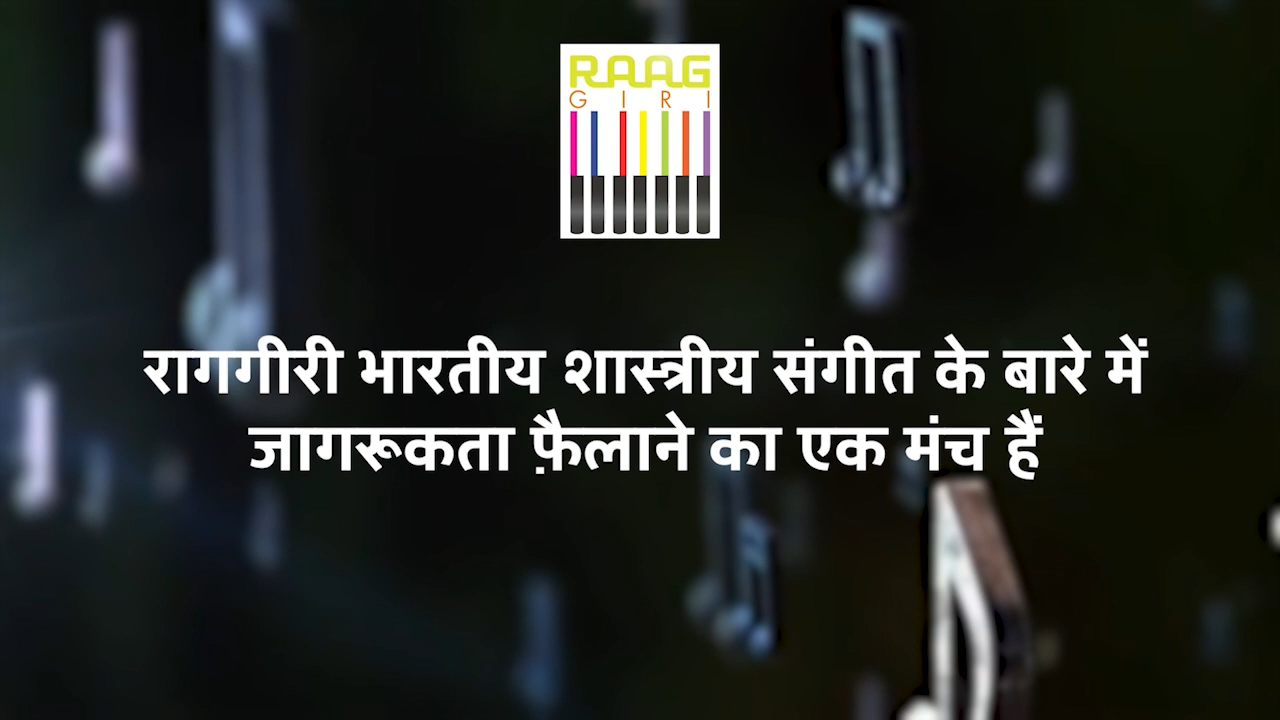 RAAG
GIRI
रागगीरी भारतीय शास्त्रीय संगीत के बारे में
जागरूकता फ़ैलाने का एक मंच हैं